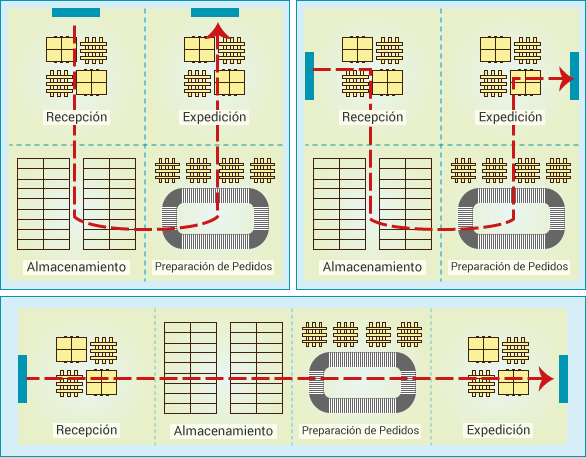 Recepción
Expedición
Almacenamiento
Preparación de Pedidos
Recepción
Expedición
Almacenamiento
Preparación de Pedidos
Recepción
Almacenamiento
Preparación de Pedidos
Expedición